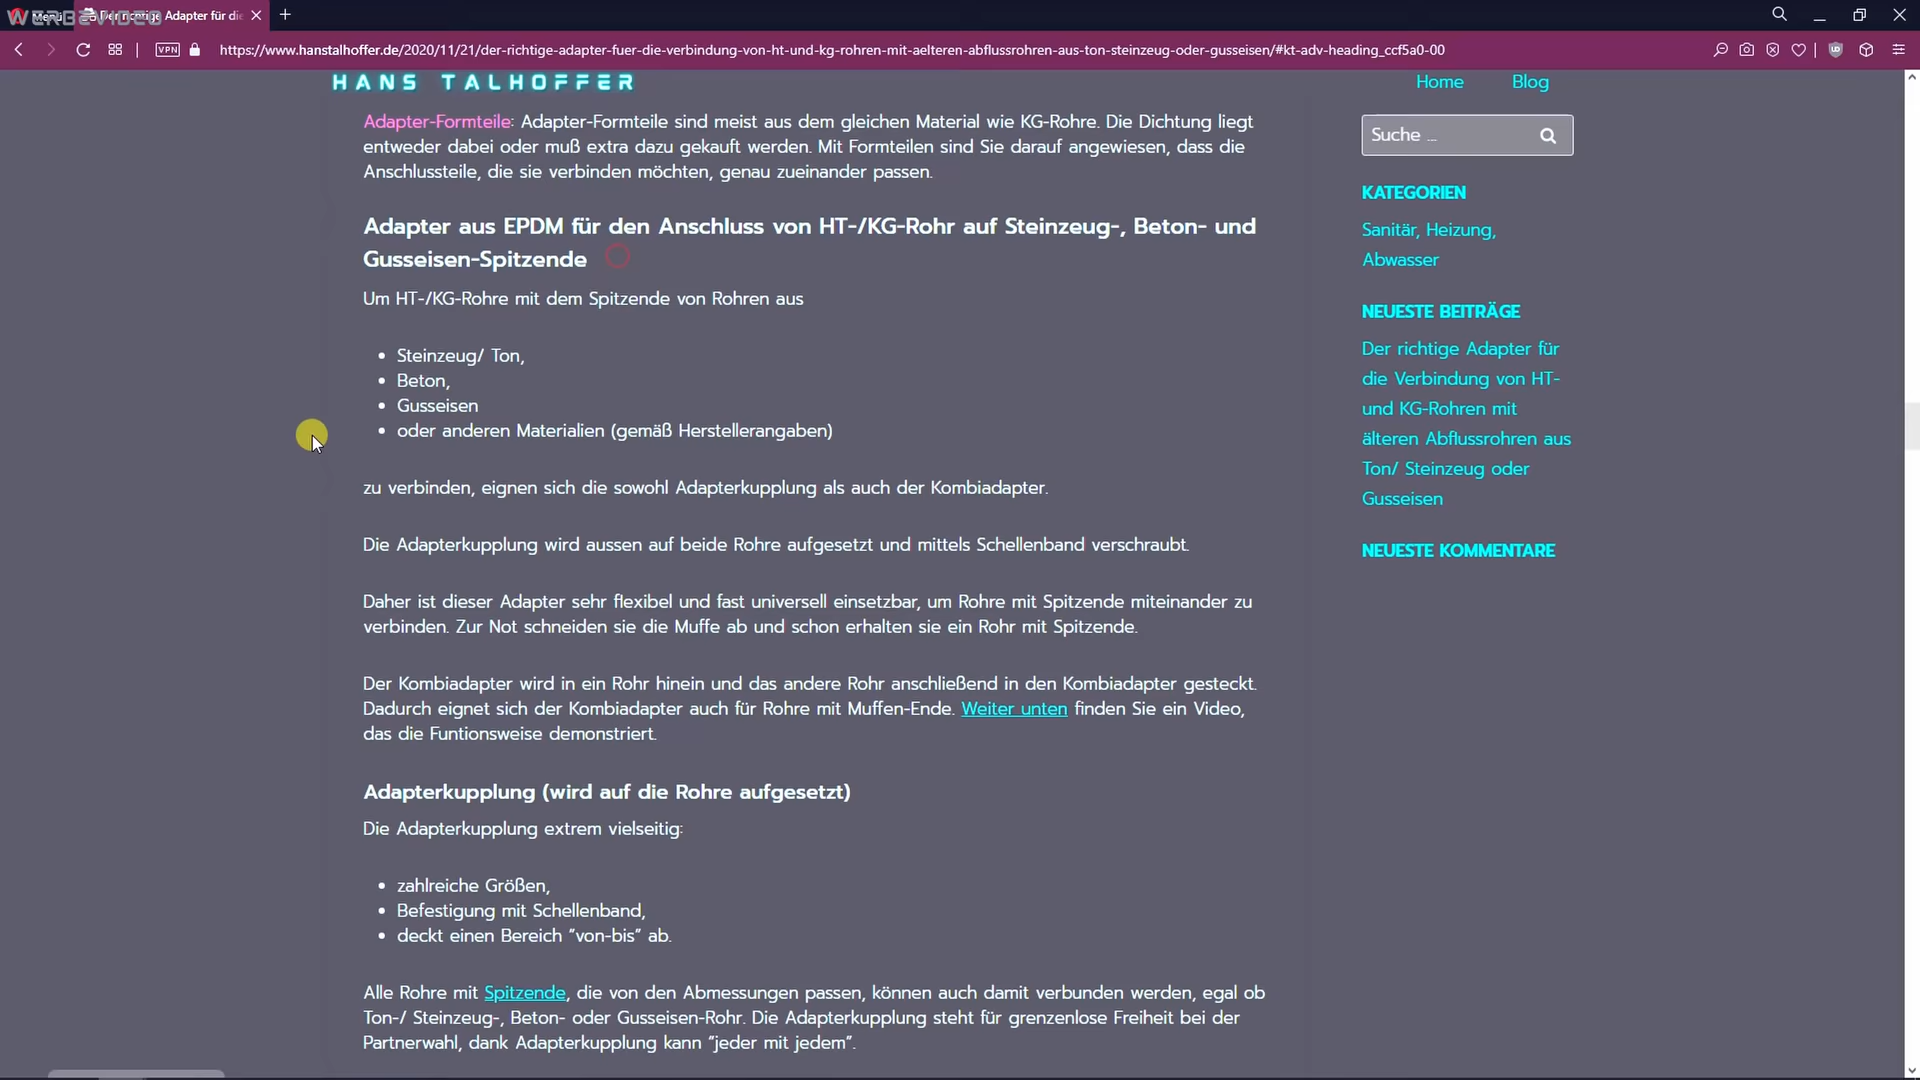 WERBEVIDEO
Menü
Der richtige Adapter für di
https://www.hanstalhoffer.de/2020/11/21/der-richtige-adapter-fuer-die-verbindung-von-ht-und-kg-rohren-mit-aelteren-abflussrohren-aus-ton-steinzeug-oder-gusseisen/#kt-adv-heading_ccf5a0-00
VPN
HANS TALHOFFER
Home
Blog
Adapter-Formteile: Adapter-Formteile sind meist aus dem gleichen Material wie KG-Rohre. Die Dichtung liegt
entweder dabei oder muß extra dazu gekauft werden. Mit Formteilen sind Sie darauf angewiesen, dass die
Anschlussteile, die sie verbinden möchten, genau zueinander passen.
Adapter aus EPDM für den Anschluss von HT-/KG-Rohr auf Steinzeug-, Beton- und
Gusseisen-Spitzende
Um HT-/KG-Rohre mit dem Spitzende von Rohren aus
• Steinzeug/ Ton,
• Beton,
• Gusseisen
• oder anderen Materialien (gemäß Herstellerangaben)
zu verbinden, eignen sich die sowohl Adapterkupplung als auch der Kombiadapter.
Die Adapterkupplung wird aussen auf beide Rohre aufgesetzt und mittels Schellenband verschraubt.
Daher ist dieser Adapter sehr flexibel und fast universell einsetzbar, um Rohre mit Spitzende miteinander zu
verbinden. Zur Not schneiden sie die Muffe ab und schon erhalten sie ein Rohr mit Spitzende.
Der Kombiadapter wird in ein Rohr hinein und das andere Rohr anschließend in den Kombiadapter gesteckt.
Dadurch eignet sich der Kombiadapter auch für Rohre mit Muffen-Ende. Weiter unten finden Sie ein Video,
das die Funtionsweise demonstriert.
Adapterkupplung (wird auf die Rohre aufgesetzt)
Die Adapterkupplung extrem vielseitig:
• zahlreiche Größen,
• Befestigung mit Schellenband,
• deckt einen Bereich "von-bis" ab.
Alle Rohre mit Spitzende, die von den Abmessungen passen, können auch damit verbunden werden, egal ob
Ton-/ Steinzeug-, Beton- oder Gusseisen-Rohr. Die Adapterkupplung steht für grenzenlose Freiheit bei der
Partnerwahl, dank Adapterkupplung kann "jeder mit jedem".
Suche ...
KATEGORIEN
Sanitär, Heizung,
Abwasser
NEUESTE BEITRÄGE
Der richtige Adapter für
die Verbindung von HT-
und KG-Rohren mit
älteren Abflussrohren aus
Ton/ Steinzeug oder
Gusseisen
NEUESTE KOMMENTARE